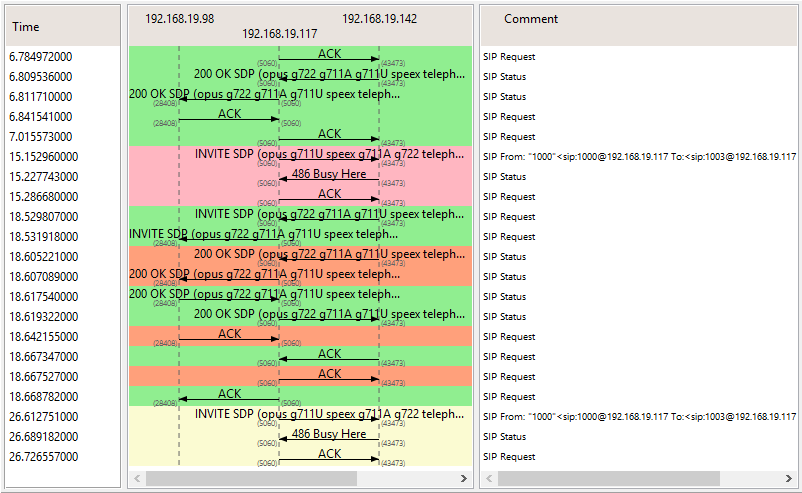 Time
192.168.19.98
192.168.19.142
Comment
192.168.19.117
6.784972000 ACK (5060) (43473) SIP Request
6.809536000 200 OK SDP (opus g722 g711A g711U speex teleph... (5060) (43473) SIP Status
6.811710000 200 OK SDP (opus g722 g711A g711U speex teleph... (28408) (5060) SIP Status
6.841541000 ACK (28408) (5060) SIP Request
7.015573000 ACK (5060) (43473) SIP Request
15.152960000 INVITE SDP (opus g711U speex g711A g722 teleph... (5060) (43473) SIP From: "1000"<sip:1000@192.168.19.117 To:<sip:1003@192.168.19.117
15.227743000 486 Busy Here (5060) (43473) SIP Status
15.286680000 ACK (5060) (43473) SIP Request
18.529807000 INVITE SDP (opus g722 g711A g711U speex teleph... (5060) (43473) SIP Request
18.531918000 INVITE SDP (opus g722 g711A g711U speex teleph... (28408) (5060) SIP Request
18.605221000 200 OK SDP (opus g722 g711A g711U speex teleph... (5060) (43473) SIP Status
18.607089000 200 OK SDP (opus g722 g711A g711U speex teleph... (28408) (5060) SIP Status
18.617540000 200 OK SDP (opus g722 g711A g711U speex teleph... (28408) (5060) SIP Status
18.619322000 200 OK SDP (opus g722 g711A g711U speex teleph... (5060) (43473) SIP Status
18.642155000 ACK (28408) (5060) SIP Request
18.667347000 ACK (5060) (43473) SIP Request
18.667527000 ACK (5060) (43473) SIP Request
18.668782000 ACK (28408) (5060) SIP Request
26.612751000 INVITE SDP (opus g711U speex g711A g722 teleph... (5060) (43473) SIP From: "1000"<sip:1000@192.168.19.117 To:<sip:1003@192.168.19.117
26.689182000 486 Busy Here (5060) (43473) SIP Status
26.726557000 ACK (5060) (43473) SIP Request